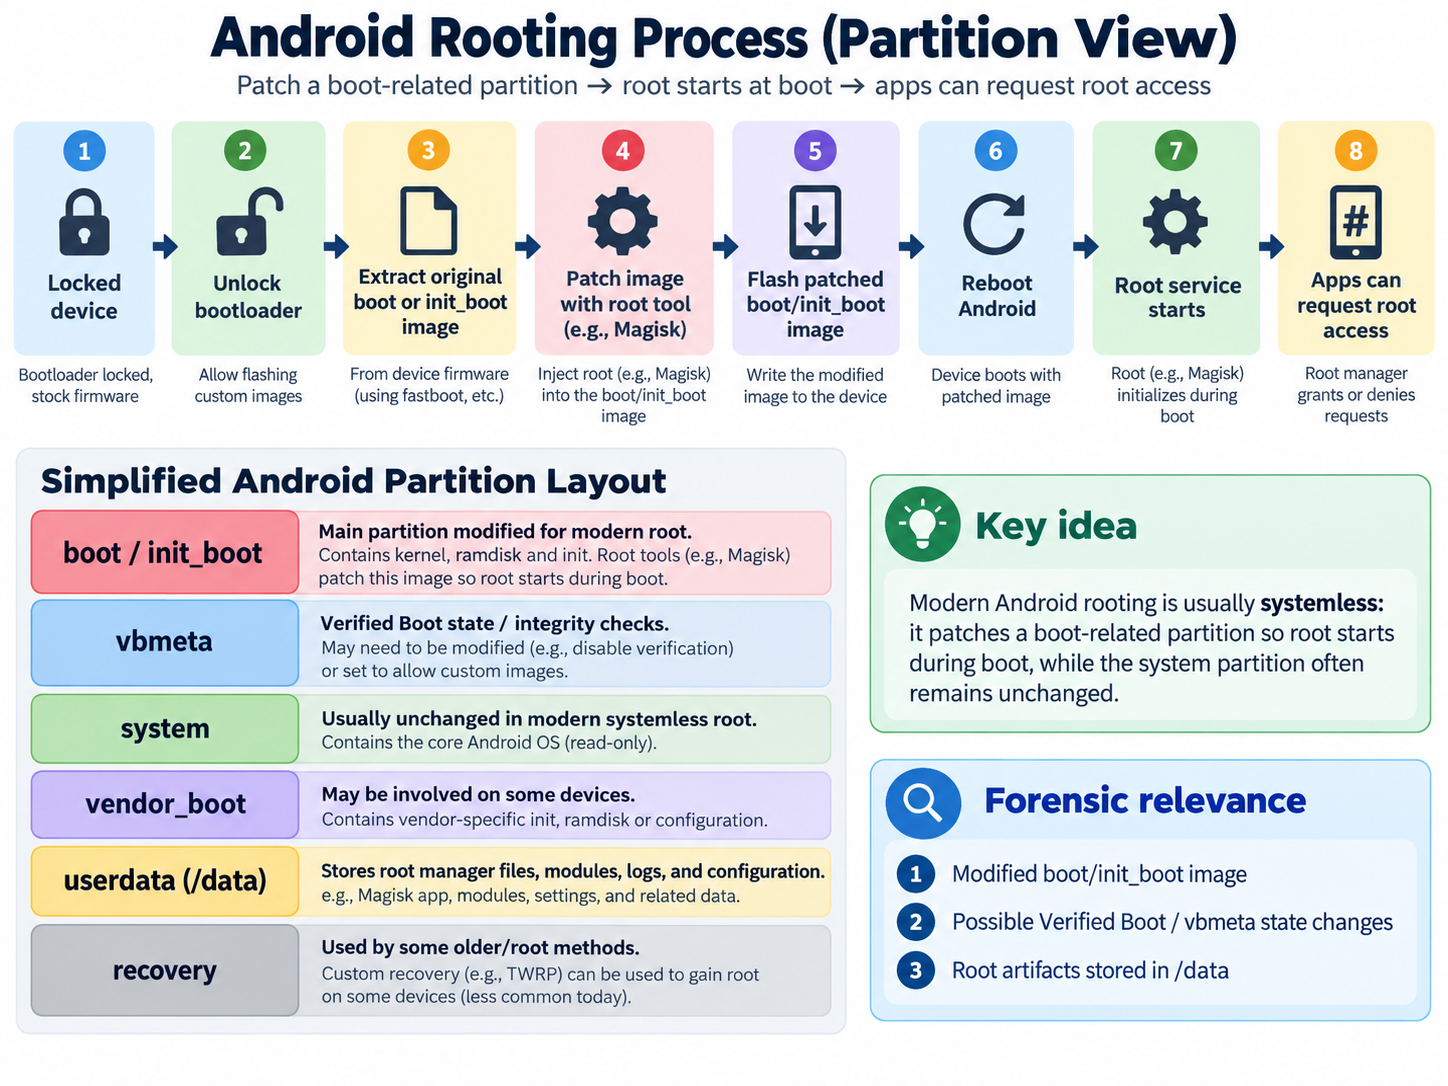 Android Rooting Process (Partition View)
Patch a boot-related partition → root starts at boot → apps can request root access
1
Locked
device
Bootloader locked,
stock firmware
2
Unlock
bootloader
Allow flashing
custom images
3
Extract original
boot or init_boot
image
From device firmware
(using fastboot, etc.)
4
Patch image
with root tool
(e.g., Magisk)
Inject root (e.g., Magisk)
into the boot/init_boot
image
5
Flash patched
boot/init_boot
image
Write the modified
image to the device
6
Reboot
Android
Device boots with
patched image
7
Root service
starts
Root (e.g., Magisk)
initializes during
boot
8
#
Apps can
request root
access
Root manager
grants or denies
requests
Simplified Android Partition Layout
boot / init_boot
Main partition modified for modern root.
Contains kernel, ramdisk and init. Root tools (e.g., Magisk)
patch this image so root starts during boot.
vbmeta
Verified Boot state / integrity checks.
May need to be modified (e.g., disable verification)
or set to allow custom images.
system
Usually unchanged in modern systemless root.
Contains the core Android OS (read-only).
vendor_boot
May be involved on some devices.
Contains vendor-specific init, ramdisk or configuration.
userdata (/data)
Stores root manager files, modules, logs, and configuration.
e.g., Magisk app, modules, settings, and related data.
recovery
Used by some older/root methods.
Custom recovery (e.g., TWRP) can be used to gain root
on some devices (less common today).
Key idea
Modern Android rooting is usually systemless:
it patches a boot-related partition so root starts
during boot, while the system partition often
remains unchanged.
Forensic relevance
1 Modified boot/init_boot image
2 Possible Verified Boot / vbmeta state changes
3 Root artifacts stored in /data